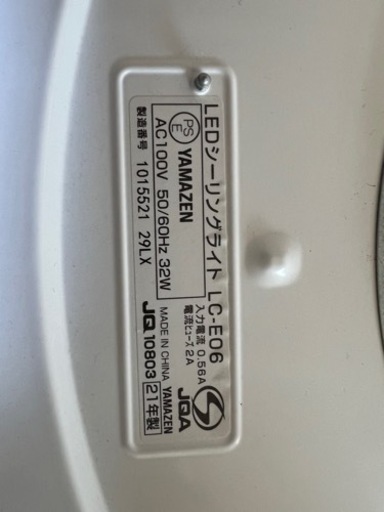 LEDシーリングライト LC-E06
PSE YAMAZEN
AC100V 50/60Hz 32W
入力電流 0.56A
電流ヒューズ 2A
製造番号 1015521 29LX
JQA
MADE IN CHINA YAMAZEN
JQ 10803 21年製